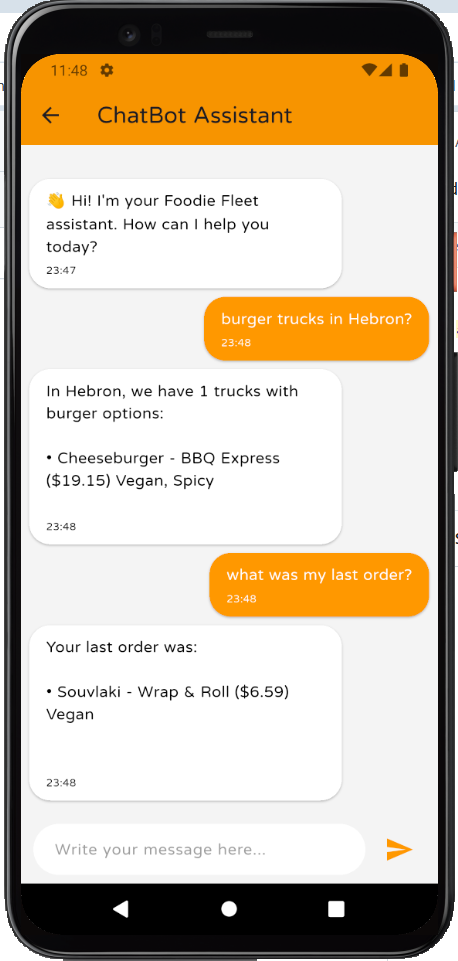 11:48
ChatBot Assistant
👋 Hi! I'm your Foodie Fleet
assistant. How can I help you
today?
23:47
burger trucks in Hebron?
23:48
In Hebron, we have 1 trucks with
burger options:
• Cheeseburger - BBQ Express
($19.15) Vegan, Spicy
23:48
what was my last order?
23:48
Your last order was:
• Souvlaki - Wrap & Roll ($6.59)
Vegan
23:48
Write your message here...